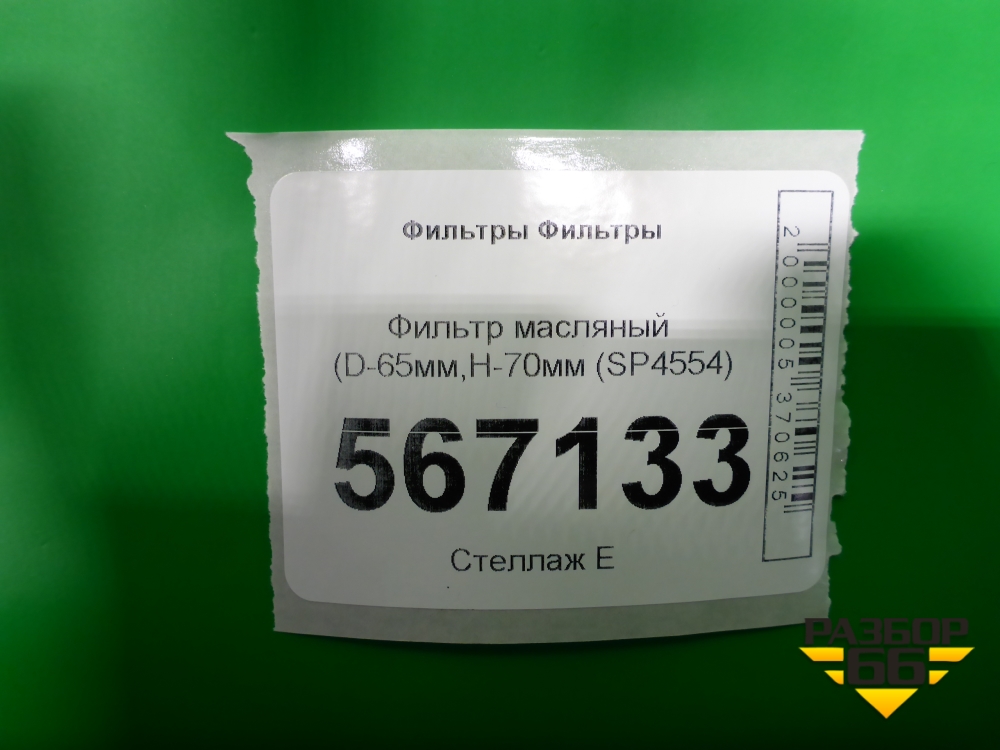 Фильтры Фильтры
Фильтр масляный
(D-65мм,H-70мм (SP4554)
567133
Стеллаж Е
2000005370625
РАЗБОР
66